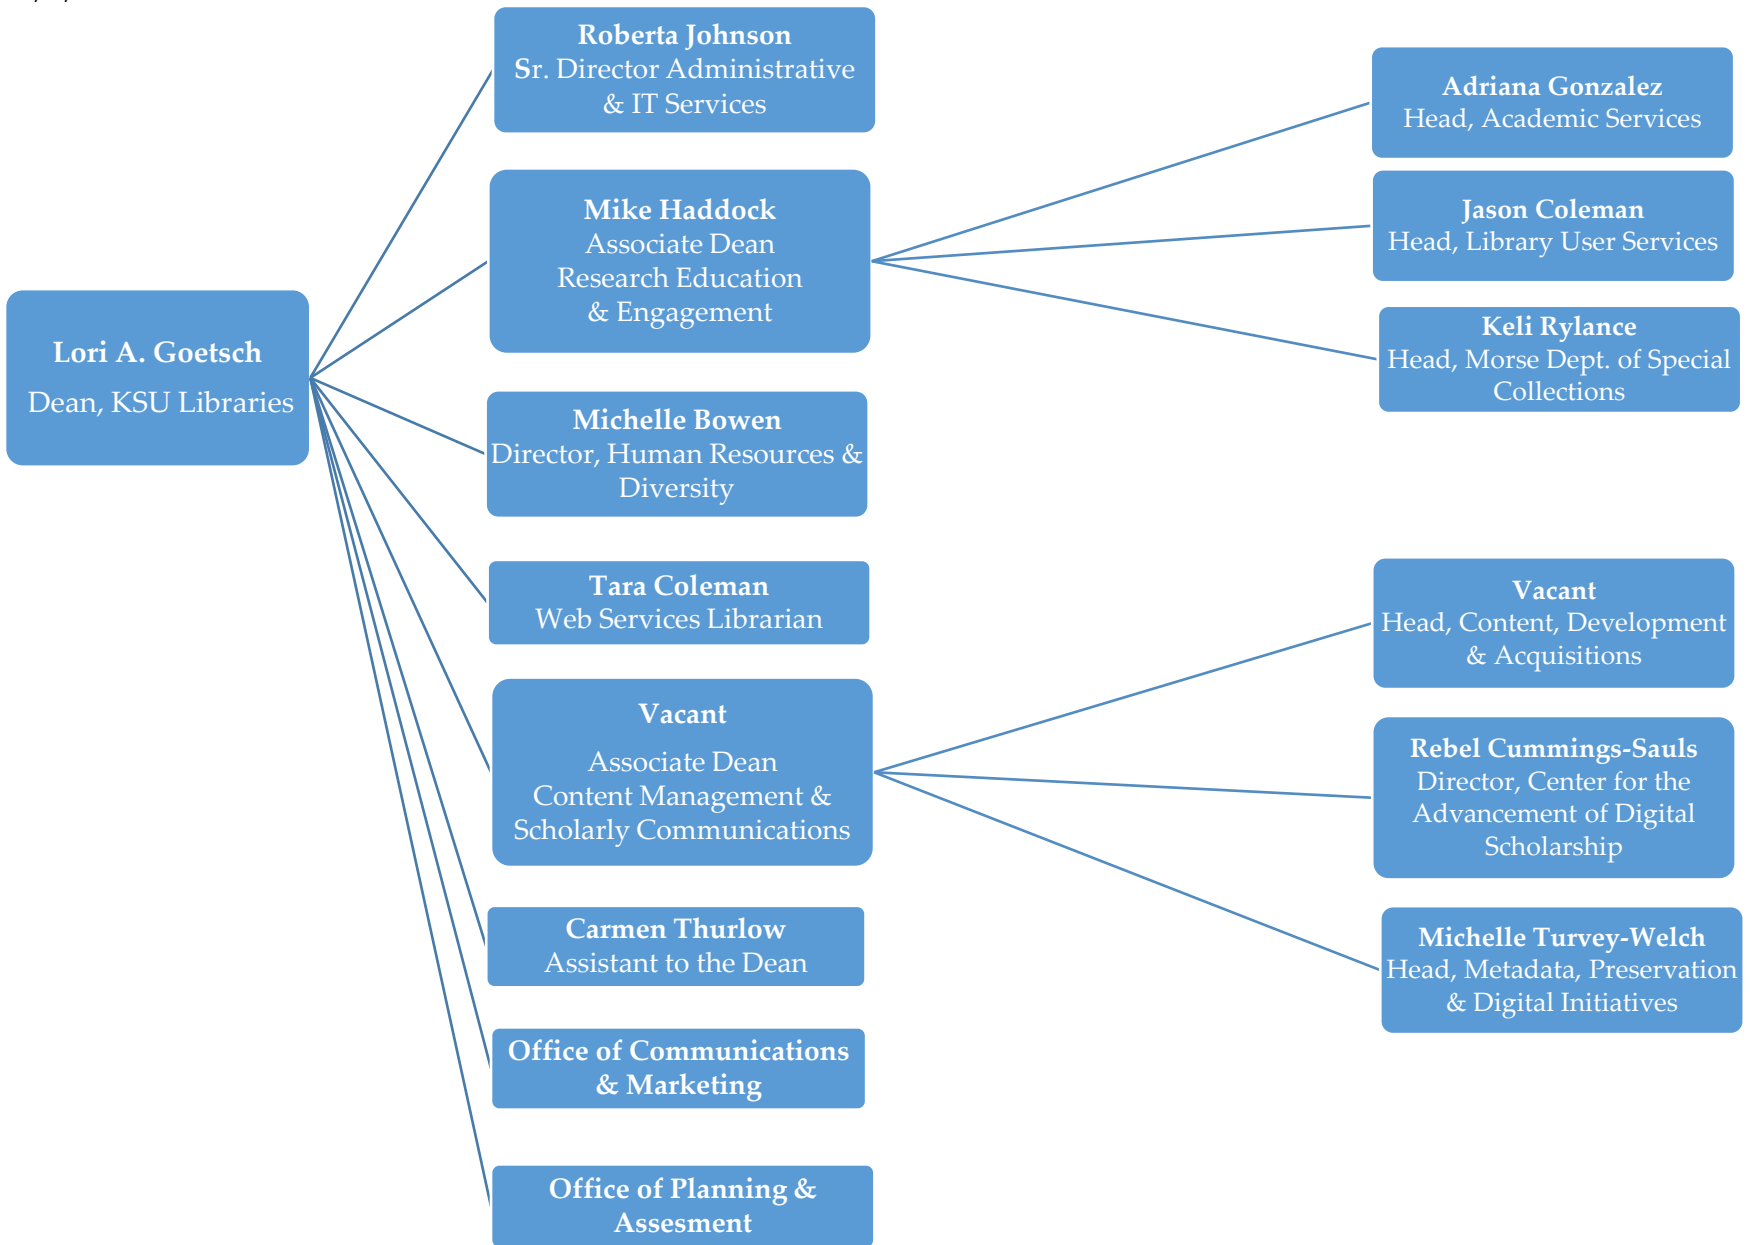 Roberta Johnson
Sr. Director Administrative
& IT Services
Mike Haddock
Associate Dean
Research Education
& Engagement
Lori A. Goetsch
Dean, KSU Libraries
Michelle Bowen
Director, Human Resources &
Diversity
Tara Coleman
Web Services Librarian
Vacant
Associate Dean
Content Management &
Scholarly Communications
Carmen Thurlow
Assistant to the Dean
Office of Communications
& Marketing
Office of Planning &
Assesment
Adriana Gonzalez
Head, Academic Services
Jason Coleman
Head, Library User Services
Keli Rylance
Head, Morse Dept. of Special
Collections
Vacant
Head, Content, Development
& Acquisitions
Rebel Cummings-Sauls
Director, Center for the
Advancement of Digital
Scholarship
Michelle Turvey-Welch
Head, Metadata, Preservation
& Digital Initiatives